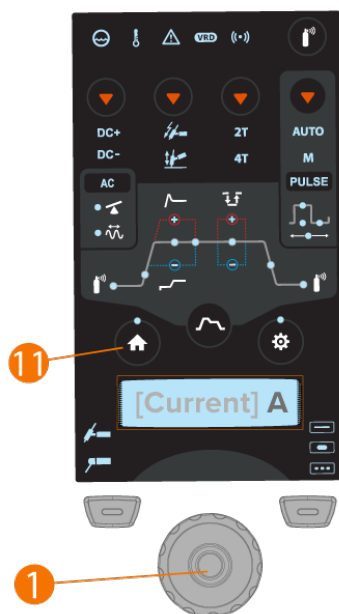 VRD
DC+
2T
AUTO
DC-
4T
M
AC
PULSE
11
[Current] A
1